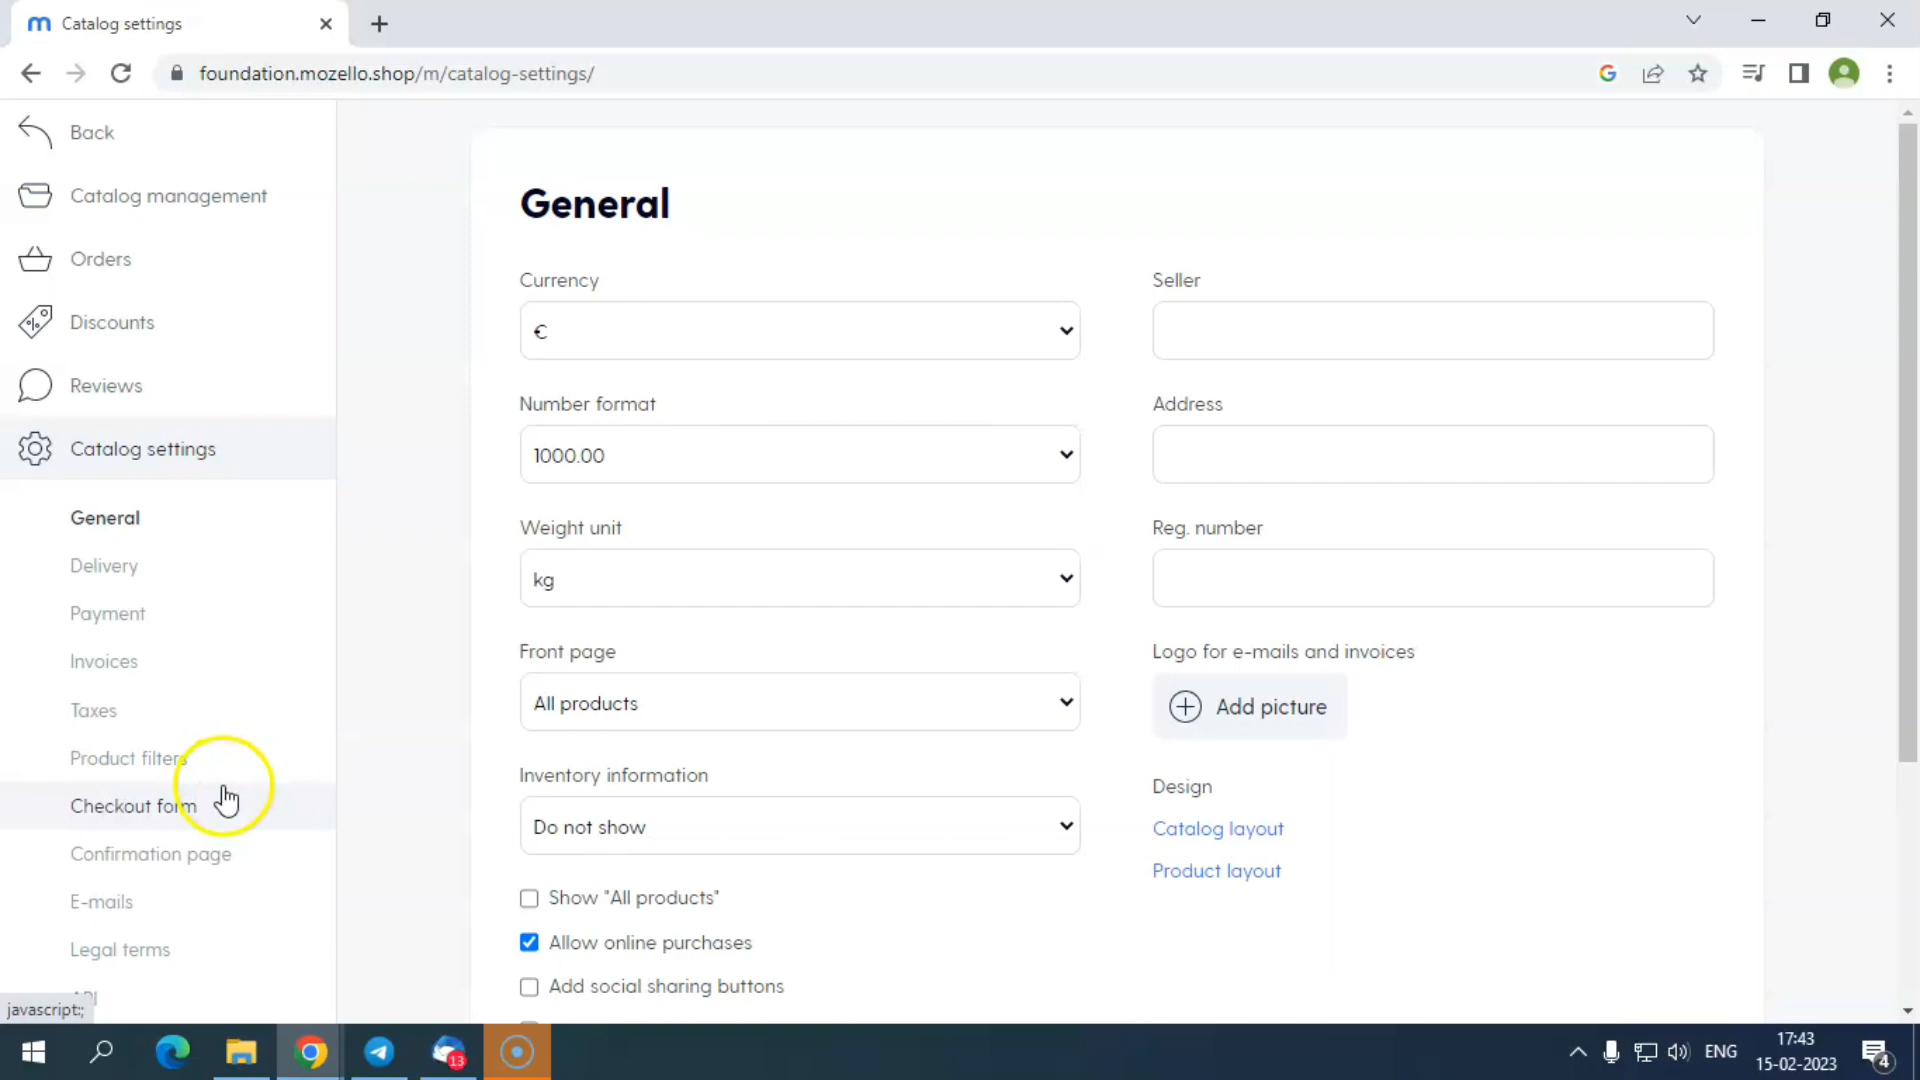 Catalog settings
foundation.mozello.shop/m/catalog-settings/
Back
Catalog management
Orders
Discounts
Reviews
Catalog settings
General
Delivery
Payment
Invoices
Taxes
Product filters
Checkout form
Confirmation page
E-mails
Legal terms
API
javascript:;
General
Currency
€
Number format
1000.00
Weight unit
kg
Front page
All products
Inventory information
Do not show
Show "All products"
Allow online purchases
Add social sharing buttons
Seller
Address
Reg. number
Logo for e-mails and invoices
Add picture
Design
Catalog layout
Product layout
13
ENG
17:43
15-02-2023
4